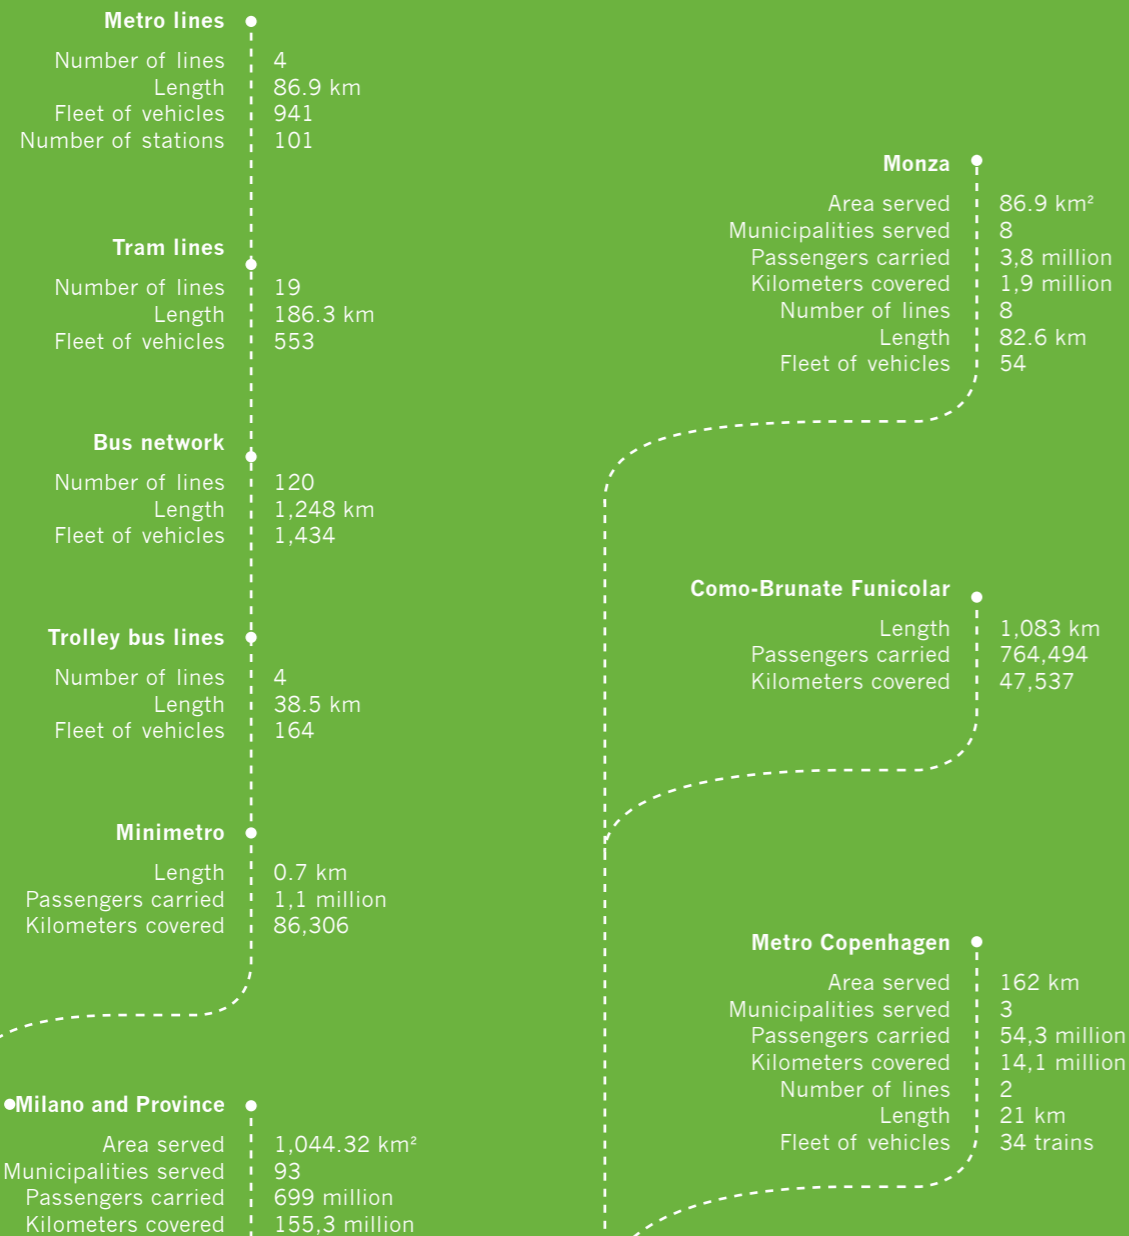 Metro lines
Number of lines 4
Length 86.9 km
Fleet of vehicles 941
Number of stations 101
Tram lines
Number of lines 19
Length 186.3 km
Fleet of vehicles 553
Bus network
Number of lines 120
Length 1,248 km
Fleet of vehicles 1,434
Trolley bus lines
Number of lines 4
Length 38.5 km
Fleet of vehicles 164
Minimetro
Length 0.7 km
Passengers carried 1,1 million
Kilometers covered 86,306
Milano and Province
Area served 1,044.32 km²
Municipalities served 93
Passengers carried 699 million
Kilometers covered 155,3 million
Monza
Area served 86.9 km²
Municipalities served 8
Passengers carried 3,8 million
Kilometers covered 1,9 million
Number of lines 8
Length 82.6 km
Fleet of vehicles 54
Como-Brunate Funicolar
Length 1,083 km
Passengers carried 764,494
Kilometers covered 47,537
Metro Copenhagen
Area served 162 km
Municipalities served 3
Passengers carried 54,3 million
Kilometers covered 14,1 million
Number of lines 2
Length 21 km
Fleet of vehicles 34 trains